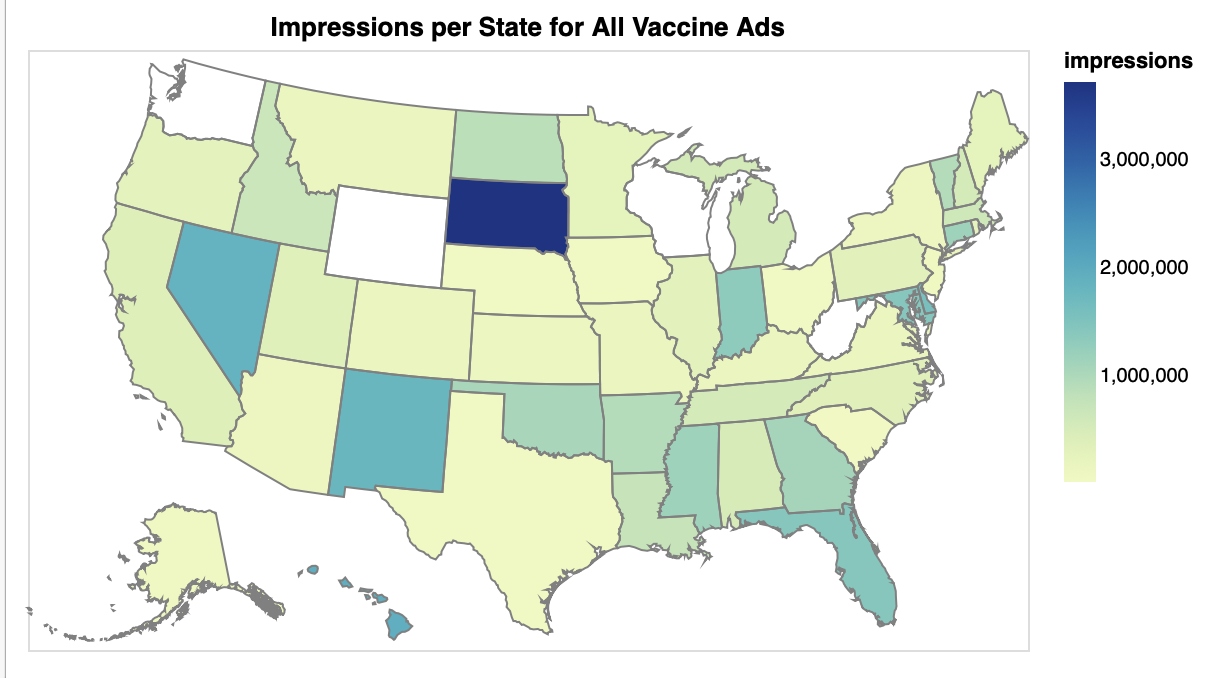 Impressions per State for All Vaccine Ads
impressions
3,000,000
2,000,000
1,000,000